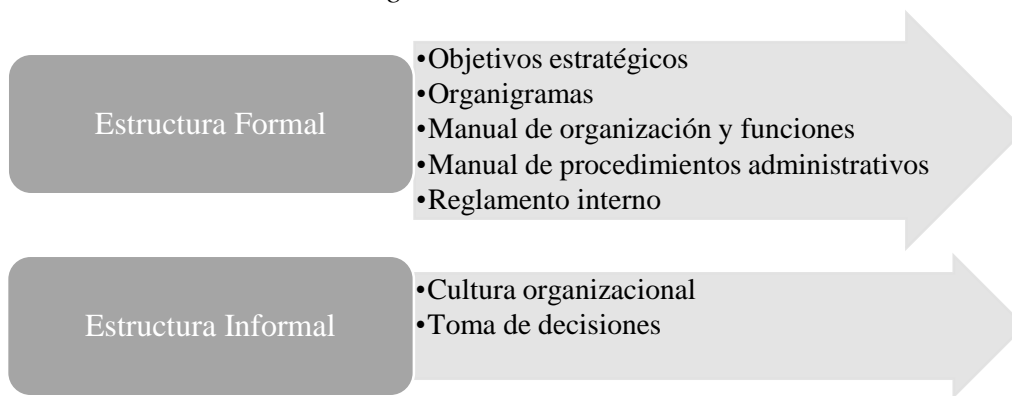 Estructura Formal
•Objetivos estratégicos
•Organigramas
•Manual de organización y funciones
•Manual de procedimientos administrativos
•Reglamento interno
Estructura Informal
•Cultura organizacional
•Toma de decisiones